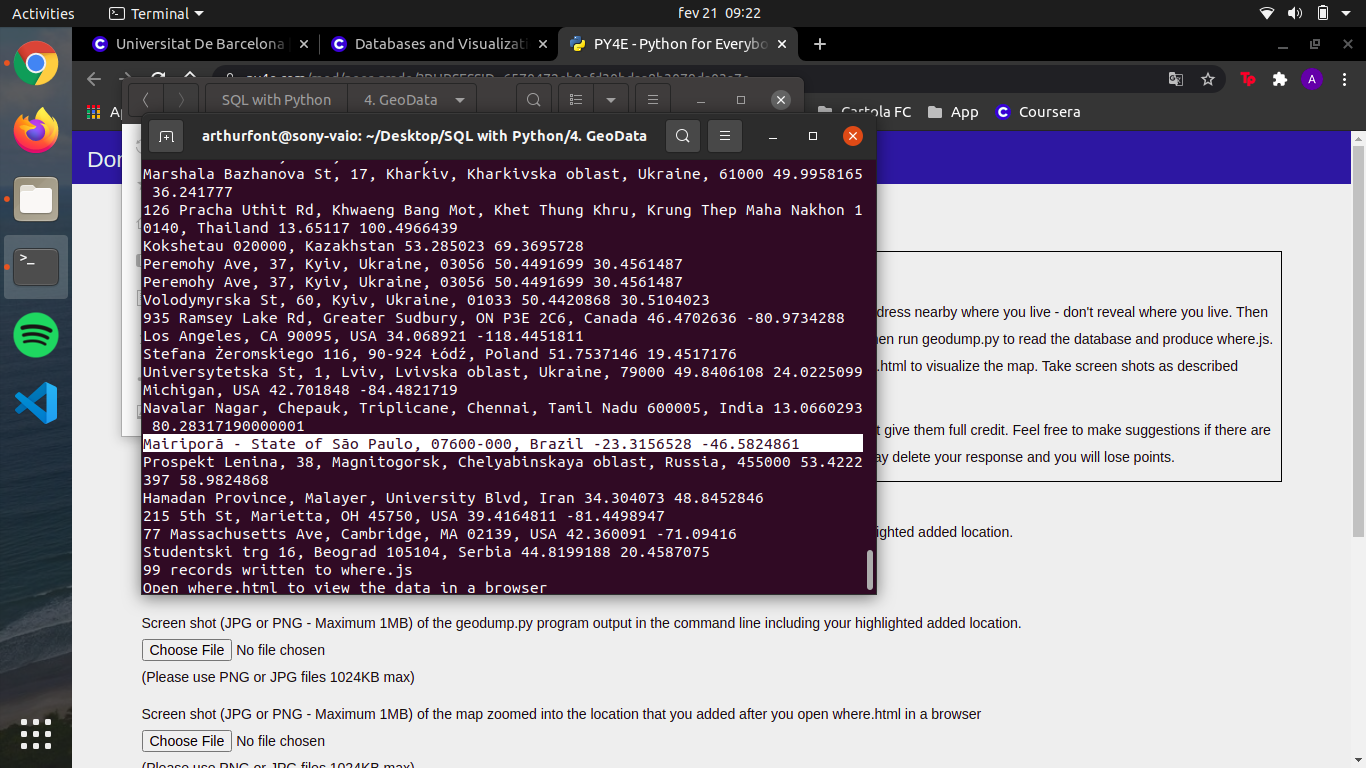 Activities Terminal fev 21 09:22
Universitat De Barcelona Databases and Visualizati PY4E - Python for Everybo
SQL with Python 4. GeoData
Cartola FC App Coursera
arthurfont@sony-vaio: ~/Desktop/SQL with Python/4. GeoData
Marshala Bazhanova St, 17, Kharkiv, Kharkivska oblast, Ukraine, 61000 49.9958165
36.241777
126 Pracha Uthit Rd, Khwaeng Bang Mot, Khet Thung Khru, Krung Thep Maha Nakhon 1
0140, Thailand 13.65117 100.4966439
Kokshetau 020000, Kazakhstan 53.285023 69.3695728
Peremohy Ave, 37, Kyiv, Ukraine, 03056 50.4491699 30.4561487
Peremohy Ave, 37, Kyiv, Ukraine, 03056 50.4491699 30.4561487
Volodymyrska St, 60, Kyiv, Ukraine, 01033 50.4420868 30.5104023
935 Ramsey Lake Rd, Greater Sudbury, ON P3E 2C6, Canada 46.4702636 -80.9734288
Los Angeles, CA 90095, USA 34.068921 -118.4451811
Stefana Żeromskiego 116, 90-924 Łódź, Poland 51.7537146 19.4517176
Universytetska St, 1, Lviv, Lvivska oblast, Ukraine, 79000 49.8406108 24.0225099
Michigan, USA 42.701848 -84.4821719
Navalar Nagar, Chepauk, Triplicane, Chennai, Tamil Nadu 600005, India 13.0660293
80.28317190000001
Mairiporã - State of São Paulo, 07600-000, Brazil -23.3156528 -46.5824861
Prospekt Lenina, 38, Magnitogorsk, Chelyabinskaya oblast, Russia, 455000 53.4222
397 58.9824868
Hamadan Province, Malayer, University Blvd, Iran 34.304073 48.8452846
215 5th St, Marietta, OH 45750, USA 39.4164811 -81.4498947
77 Massachusetts Ave, Cambridge, MA 02139, USA 42.360091 -71.09416
Studentski trg 16, Beograd 105104, Serbia 44.8199188 20.4587075
99 records written to where.js
Open where.html to view the data in a browser
dress nearby where you live - don't reveal where you live. Then
en run geodump.py to read the database and produce where.js.
.html to visualize the map. Take screen shots as described
t give them full credit. Feel free to make suggestions if there are
ay delete your response and you will lose points.
ighted added location.
Screen shot (JPG or PNG - Maximum 1MB) of the geodump.py program output in the command line including your highlighted added location.
Choose File No file chosen
(Please use PNG or JPG files 1024KB max)
Screen shot (JPG or PNG - Maximum 1MB) of the map zoomed into the location that you added after you open where.html in a browser
Choose File No file chosen
(Please use PNG or JPG files 1024KB max)